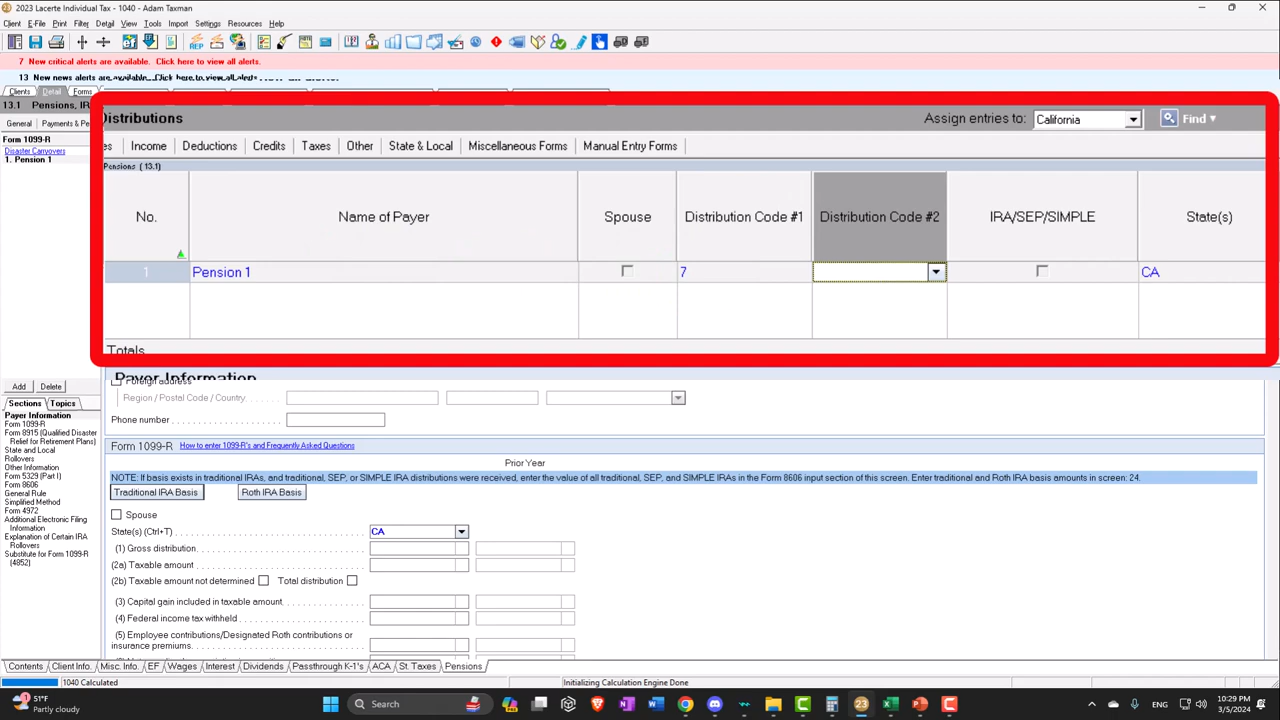 2023 Lacerte Individual Tax - 1040 - Adam Taxman
Client E-File Print Filter Detail View Tools Import Settings Resources Help
7 New critical alerts are available. Click here to view all alerts.
13 New news alerts are available. Click here to view all alerts.
Clients Detail Forms
13.1 Pensions, IR
Distributions Assign entries to: California Find
General Payments & Pe
es Income Deductions Credits Taxes Other State & Local Miscellaneous Forms Manual Entry Forms
Form 1099-R
Disaster Carryovers
1. Pension 1
Pensions (13.1)
No. Name of Payer Spouse Distribution Code #1 Distribution Code #2 IRA/SEP/SIMPLE State(s)
1 Pension 1 7 CA
Totals
Payer Information
Add Delete
Sections Topics
Payer Information
Form 1099-R
Form 8915 (Qualified Disaster
Relief for Retirement Plans)
State and Local
Rollovers
Other Information
Form 5329 (Part I)
Form 8606
General Rule
Simplified Method
Form 4972
Additional Electronic Filing
Information
Explanation of Certain IRA
Rollovers
Substitute for Form 1099-R
(4852)
Foreign address
Region / Postal Code / Country
Phone number
Form 1099-R How to enter 1099-R's and Frequently Asked Questions
Prior Year
NOTE: If basis exists in traditional IRAs, and traditional, SEP, or SIMPLE IRA distributions were received, enter the value of all traditional, SEP, and SIMPLE IRAs in the Form 8606 input section of this screen. Enter traditional and Roth IRA basis amounts in screen: 24.
Traditional IRA Basis Roth IRA Basis
Spouse
State(s) (Ctrl+T) CA
(1) Gross distribution
(2a) Taxable amount
(2b) Taxable amount not determined Total distribution
(3) Capital gain included in taxable amount
(4) Federal income tax withheld
(5) Employee contributions/Designated Roth contributions or
insurance premiums
Contents Client Info. Misc. Info. EF Wages Interest Dividends Passthrough K-1's ACA St. Taxes Pensions
1040 Calculated Initializing Calculation Engine Done
51°F
Partly cloudy
Search
ENG
10:29 PM
3/5/2024